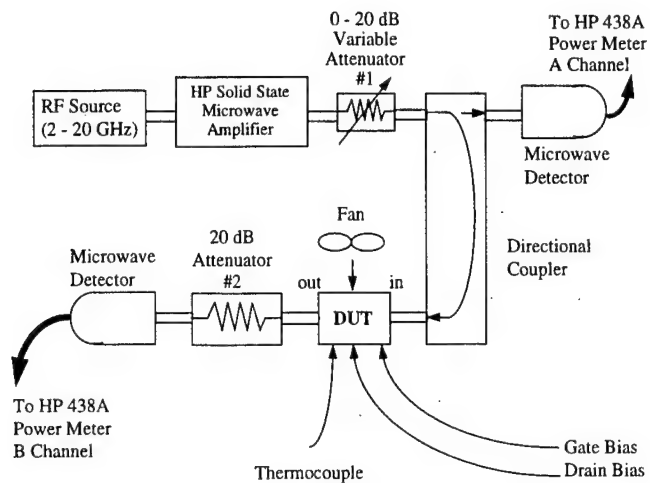 0 - 20 dB
Variable
Attenuator
#1
To HP 438A
Power Meter
A Channel
RF Source
(2 - 20 GHz)
HP Solid State
Microwave
Amplifier
Microwave
Detector
Fan
20 dB
Attenuator
#2
Microwave
Detector
Directional
Coupler
out
in
DUT
To HP 438A
Power Meter
B Channel
Gate Bias
Drain Bias
Thermocouple